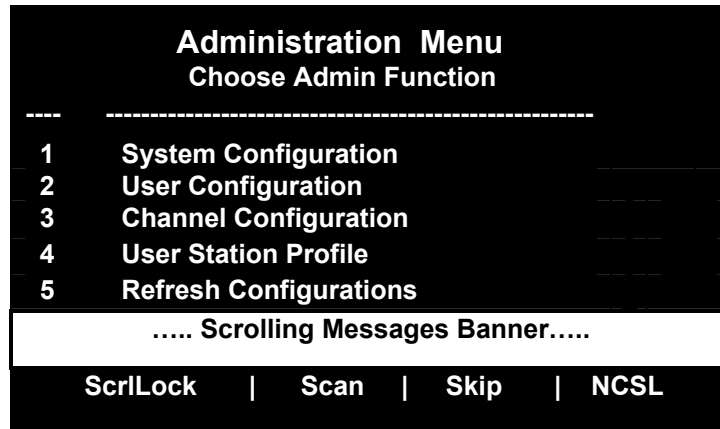 Administration Menu
Choose Admin Function
---- -------------------------------------------------------
1 System Configuration
2 User Configuration
3 Channel Configuration
4 User Station Profile
5 Refresh Configurations
….. Scrolling Messages Banner…..
ScrlLock | Scan | Skip | NCSL